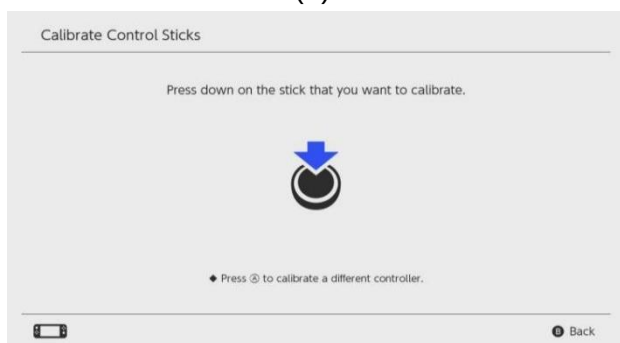 Calibrate Control Sticks
Press down on the stick that you want to calibrate.
◆ Press Ⓐ to calibrate a different controller.
Ⓑ Back